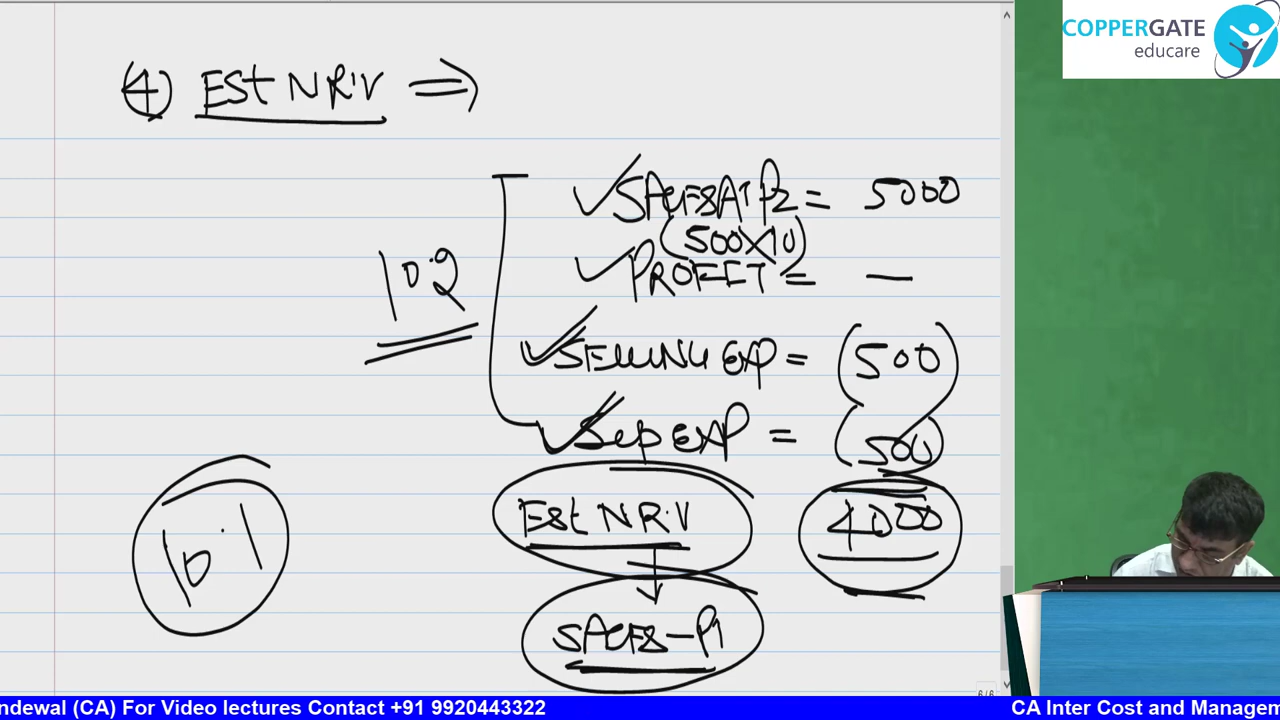 COPPERGATE
educare
(4) Est N.R.V ⇒
SALES AT P2 = 5000
(500×10)
PROFIT = —
10.2
SELLING EXP = (500)
Sep EXP = (500)
Est N.R.V 4000
10.1
SALES-P1
6/6
ndewal (CA) For Video lectures Contact +91 9920443322
CA Inter Cost and Managem